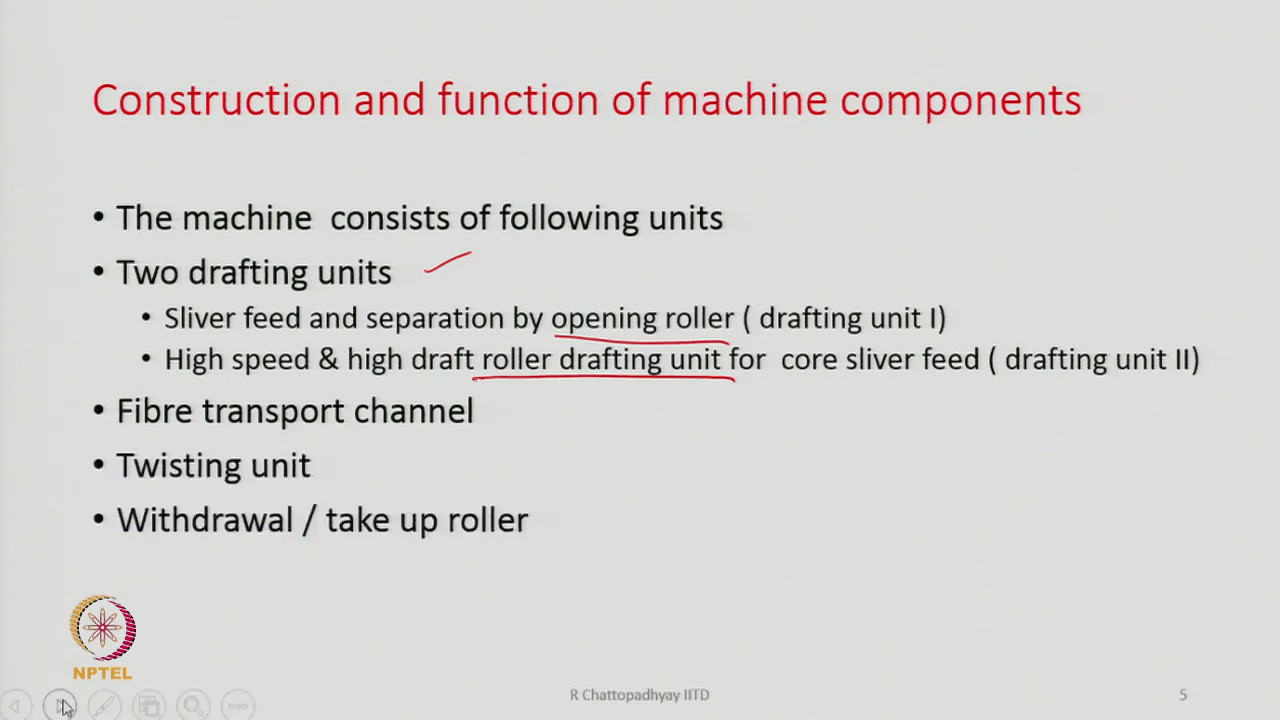 Construction and function of machine components
• The machine consists of following units
• Two drafting units
• Sliver feed and separation by opening roller ( drafting unit I)
• High speed & high draft roller drafting unit for core sliver feed ( drafting unit II)
• Fibre transport channel
• Twisting unit
• Withdrawal / take up roller
NPTEL
R Chattopadhyay IITD
5